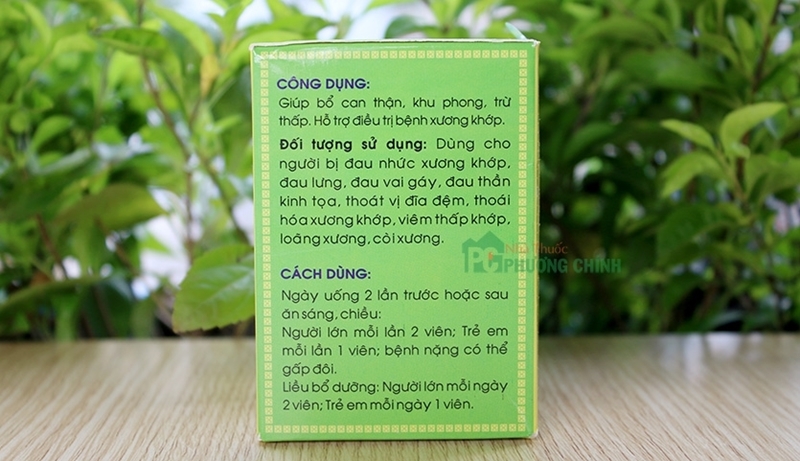 CÔNG DỤNG:
Giúp bổ can thận, khu phong, trừ
thấp. Hỗ trợ điều trị bệnh xương khớp.
Đối tượng sử dụng: Dùng cho
người bị đau nhức xương khớp,
đau lưng, đau vai gáy, đau thần
kinh tọa, thoát vị đĩa đệm, thoái
hóa xương khớp, viêm thấp khớp,
loãng xương, còi xương.
Nhà Thuốc
PC PHƯƠNG CHINH
CÁCH DÙNG:
Ngày uống 2 lần trước hoặc sau
ăn sáng, chiều:
Người lớn mỗi lần 2 viên; Trẻ em
mỗi lần 1 viên; bệnh nặng có thể
gấp đôi.
Liều bổ dưỡng: Người lớn mỗi ngày
2 viên; Trẻ em mỗi ngày 1 viên.